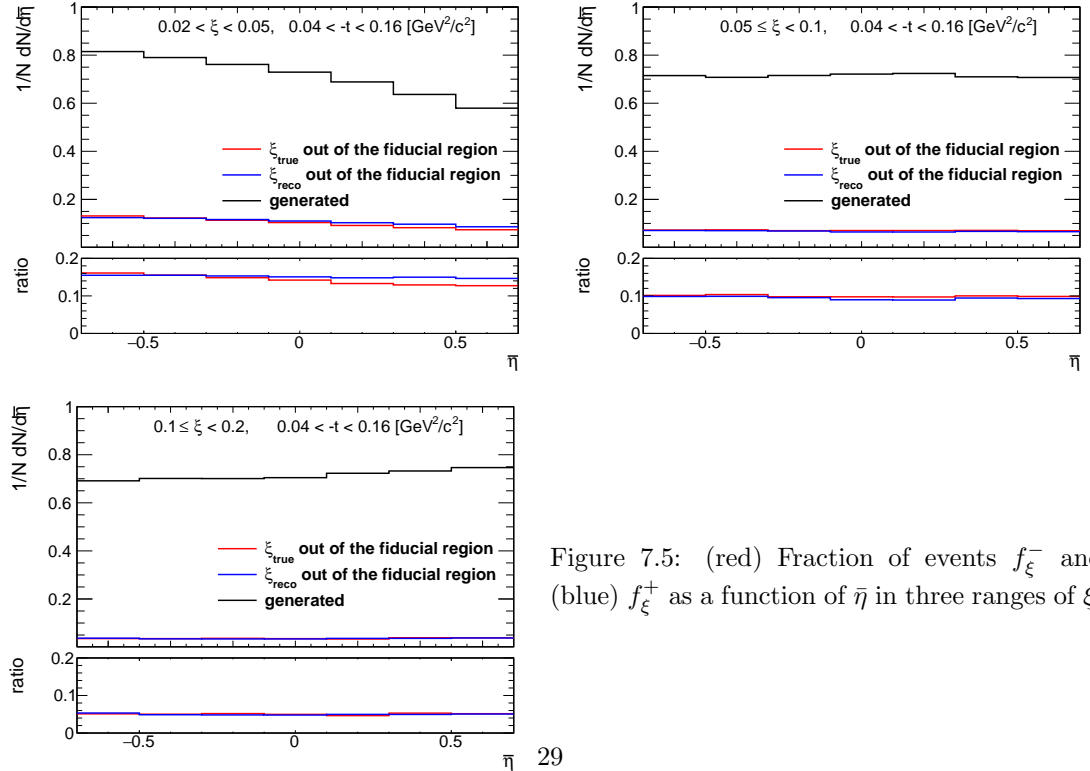 0.02 < ξ < 0.05, 0.04 < -t < 0.16 [GeV²/c²]
1/N dN/dη̄
1
0.8
0.6
0.4
0.2
ξtrue out of the fiducial region
ξreco out of the fiducial region
generated
ratio
0.2
0.1
0
−0.5 0 0.5
η̄
0.05 ≤ ξ < 0.1, 0.04 < -t < 0.16 [GeV²/c²]
1/N dN/dη̄
1
0.8
0.6
0.4
0.2
ξtrue out of the fiducial region
ξreco out of the fiducial region
generated
ratio
0.2
0.1
0
−0.5 0 0.5
η̄
0.1 ≤ ξ < 0.2, 0.04 < -t < 0.16 [GeV²/c²]
1/N dN/dη̄
1
0.8
0.6
0.4
0.2
ξtrue out of the fiducial region
ξreco out of the fiducial region
generated
ratio
0.2
0.1
0
−0.5 0 0.5
η̄
Figure 7.5: (red) Fraction of events f⁻ξ and
(blue) f⁺ξ as a function of η̄ in three ranges of ξ
29